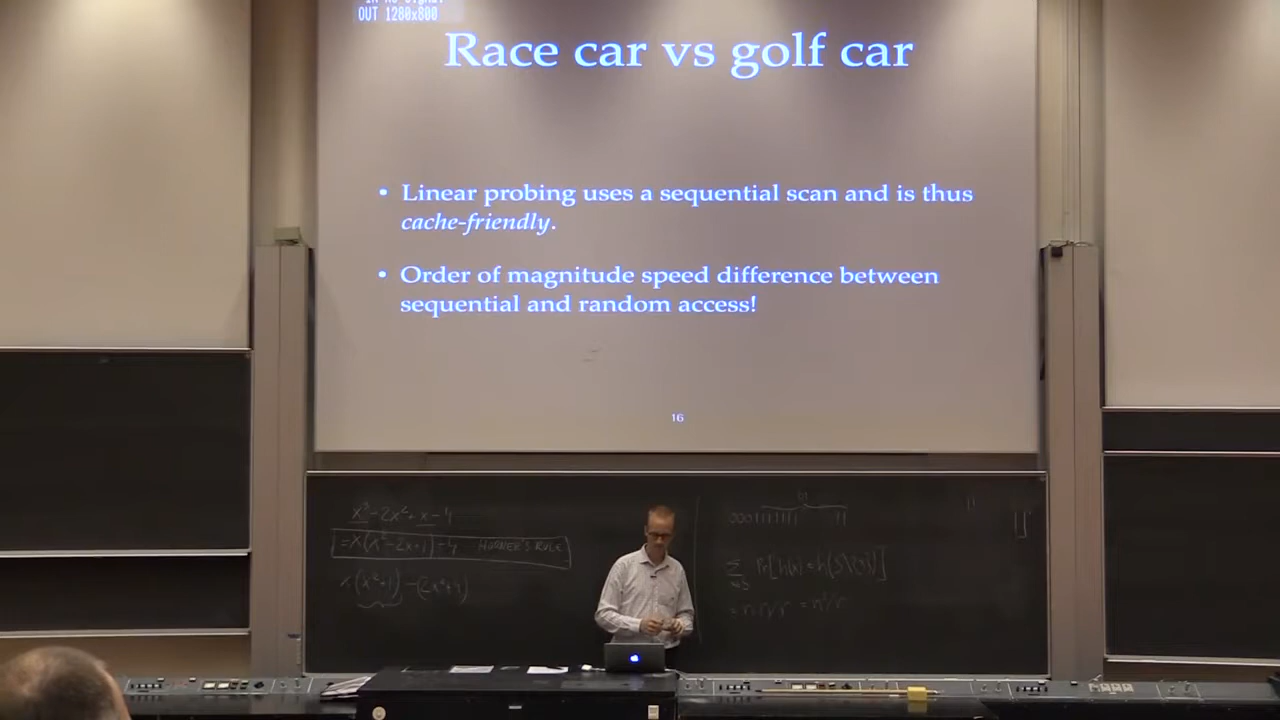 OUT 1280x800
Race car vs golf car
• Linear probing uses a sequential scan and is thus
cache-friendly.
• Order of magnitude speed difference between
sequential and random access!
16
x³-2x²+x-4
=x(x²-2x+1)-4 HORNER'S RULE